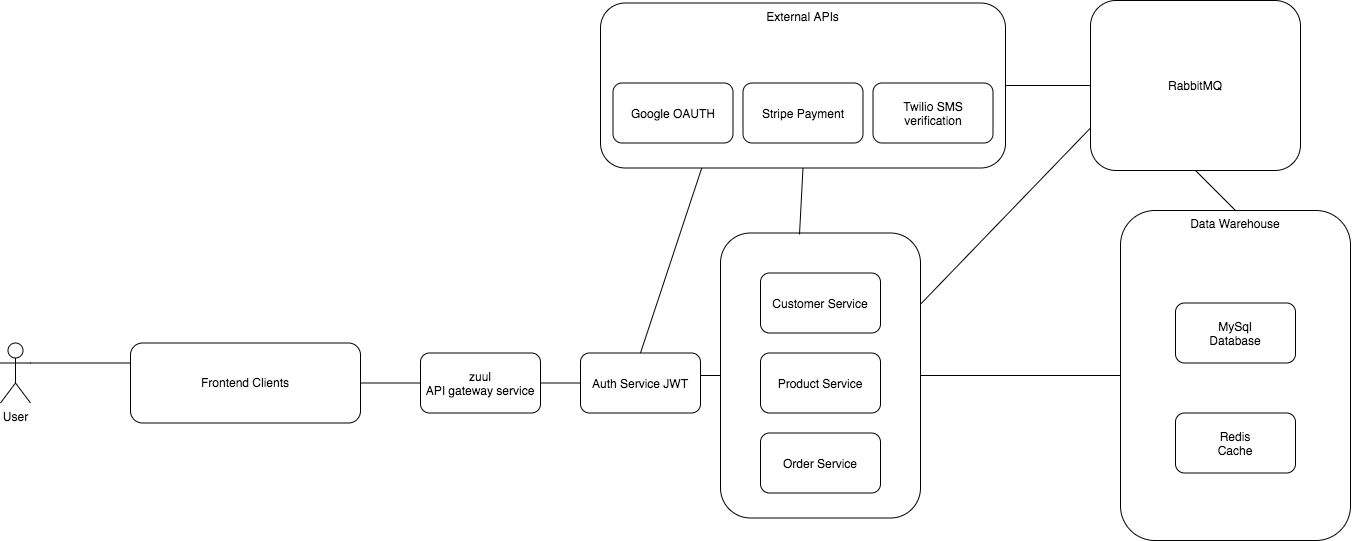 External APIs
Google OAUTH
Stripe Payment
Twilio SMS
verification
RabbitMQ
Data Warehouse
MySql
Database
Redis
Cache
Customer Service
Product Service
Order Service
Auth Service JWT
zuul
API gateway service
Frontend Clients
User